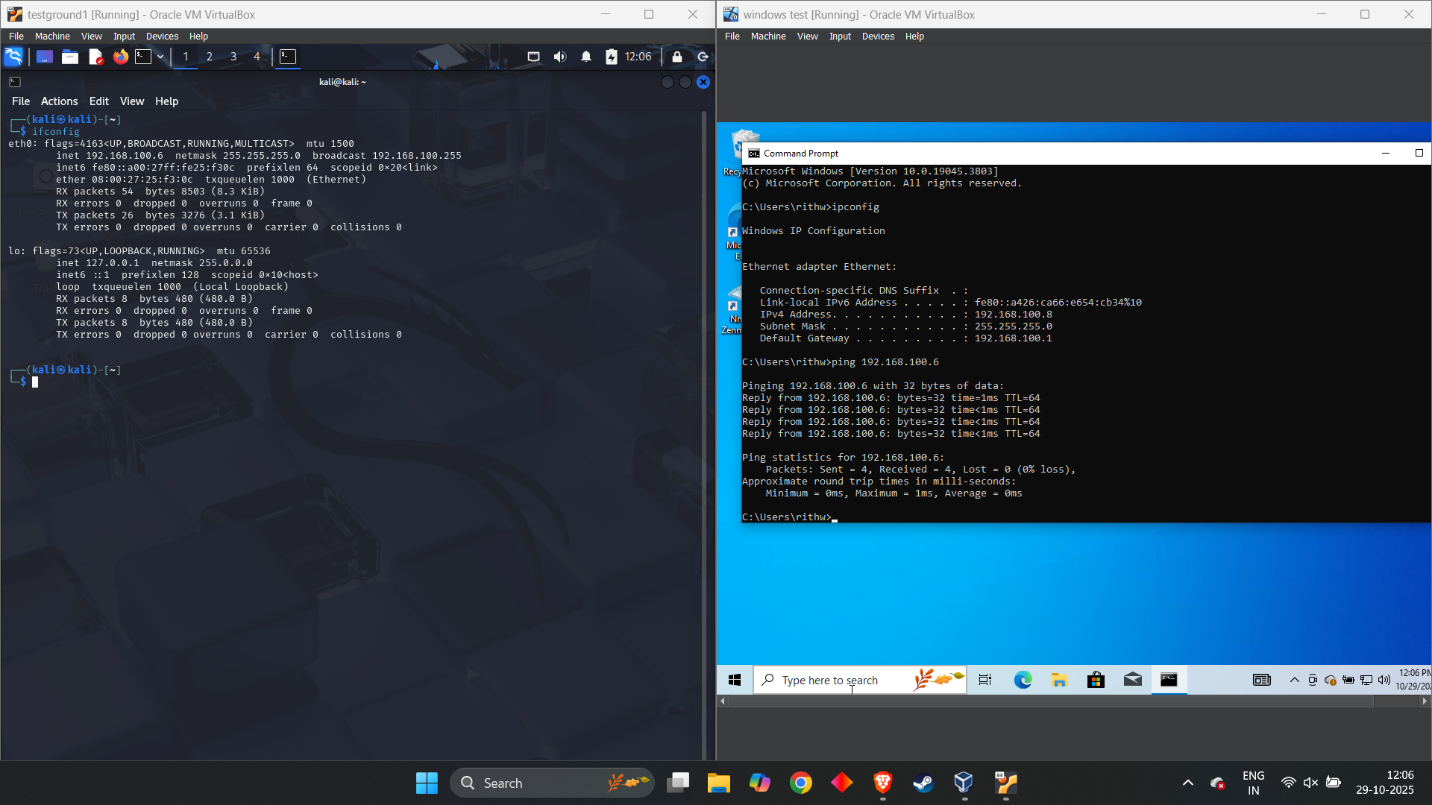 testground1 [Running] - Oracle VM VirtualBox
File Machine View Input Devices Help
1 2 3 4 12:06
kali@kali: ~
File Actions Edit View Help
┌──(kali㉿kali)-[~]
└─$ ifconfig
eth0: flags=4163<UP,BROADCAST,RUNNING,MULTICAST> mtu 1500
inet 192.168.100.6 netmask 255.255.255.0 broadcast 192.168.100.255
inet6 fe80::a00:27ff:fe25:f30c prefixlen 64 scopeid 0×20<link>
ether 08:00:27:25:f3:0c txqueuelen 1000 (Ethernet)
RX packets 54 bytes 8503 (8.3 KiB)
RX errors 0 dropped 0 overruns 0 frame 0
TX packets 26 bytes 3276 (3.1 KiB)
TX errors 0 dropped 0 overruns 0 carrier 0 collisions 0
lo: flags=73<UP,LOOPBACK,RUNNING> mtu 65536
inet 127.0.0.1 netmask 255.0.0.0
inet6 ::1 prefixlen 128 scopeid 0×10<host>
loop txqueuelen 1000 (Local Loopback)
RX packets 8 bytes 480 (480.0 B)
RX errors 0 dropped 0 overruns 0 frame 0
TX packets 8 bytes 480 (480.0 B)
TX errors 0 dropped 0 overruns 0 carrier 0 collisions 0
┌──(kali㉿kali)-[~]
└─$
windows test [Running] - Oracle VM VirtualBox
File Machine View Input Devices Help
Command Prompt
Microsoft Windows [Version 10.0.19045.3803]
(c) Microsoft Corporation. All rights reserved.
C:\Users\rithw>ipconfig
Windows IP Configuration
Ethernet adapter Ethernet:
Connection-specific DNS Suffix . :
Link-local IPv6 Address . . . . . : fe80::a426:ca66:e654:cb34%10
IPv4 Address. . . . . . . . . . . : 192.168.100.8
Subnet Mask . . . . . . . . . . . : 255.255.255.0
Default Gateway . . . . . . . . . : 192.168.100.1
C:\Users\rithw>ping 192.168.100.6
Pinging 192.168.100.6 with 32 bytes of data:
Reply from 192.168.100.6: bytes=32 time=1ms TTL=64
Reply from 192.168.100.6: bytes=32 time<1ms TTL=64
Reply from 192.168.100.6: bytes=32 time<1ms TTL=64
Reply from 192.168.100.6: bytes=32 time<1ms TTL=64
Ping statistics for 192.168.100.6:
Packets: Sent = 4, Received = 4, Lost = 0 (0% loss),
Approximate round trip times in milli-seconds:
Minimum = 0ms, Maximum = 1ms, Average = 0ms
C:\Users\rithw>
Type here to search
12:06 PM
10/29/20
Search
ENG
IN
12:06
29-10-2025